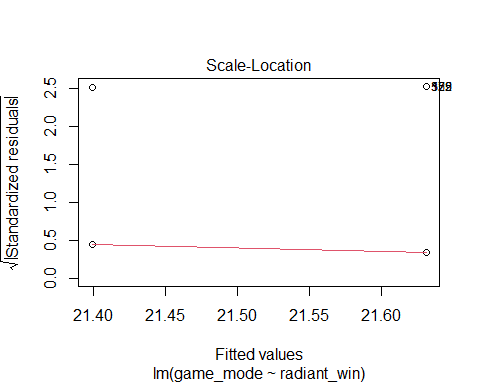 Scale-Location
√|Standardized residuals|
2.5
2.0
1.5
1.0
0.5
0.0
21.40 21.45 21.50 21.55 21.60
Fitted values
lm(game_mode ~ radiant_win)